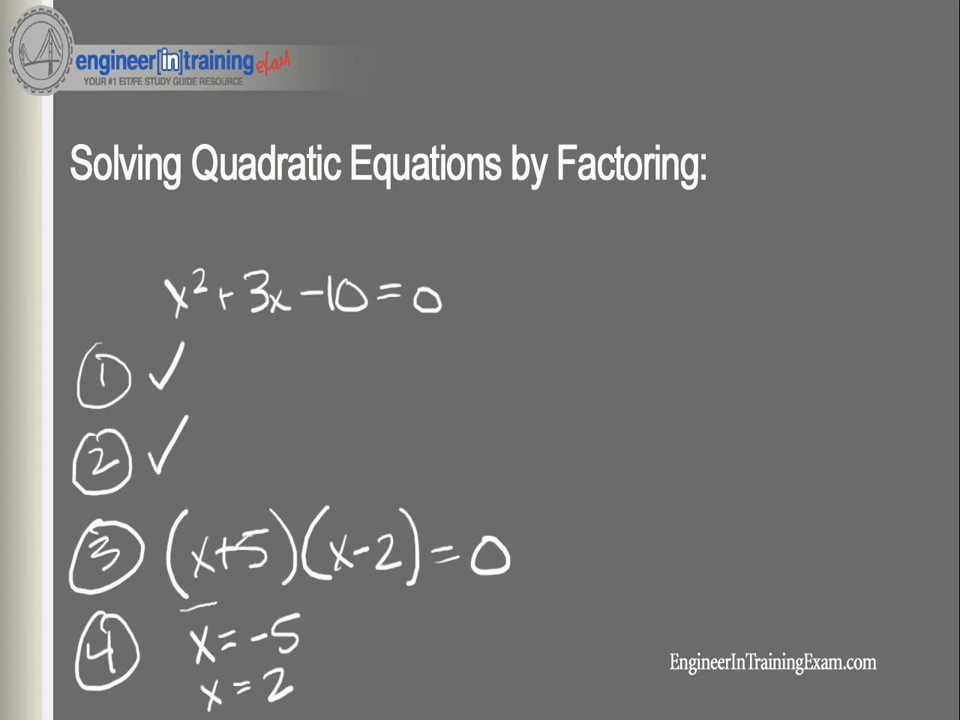 engineer[in]training exam
YOUR #1 EIT/FE STUDY GUIDE RESOURCE
Solving Quadratic Equations by Factoring:
x² + 3x - 10 = 0
① ✓
② ✓
③ (x+5)(x-2) = 0
④ x = -5
x = 2
EngineerInTrainingExam.com